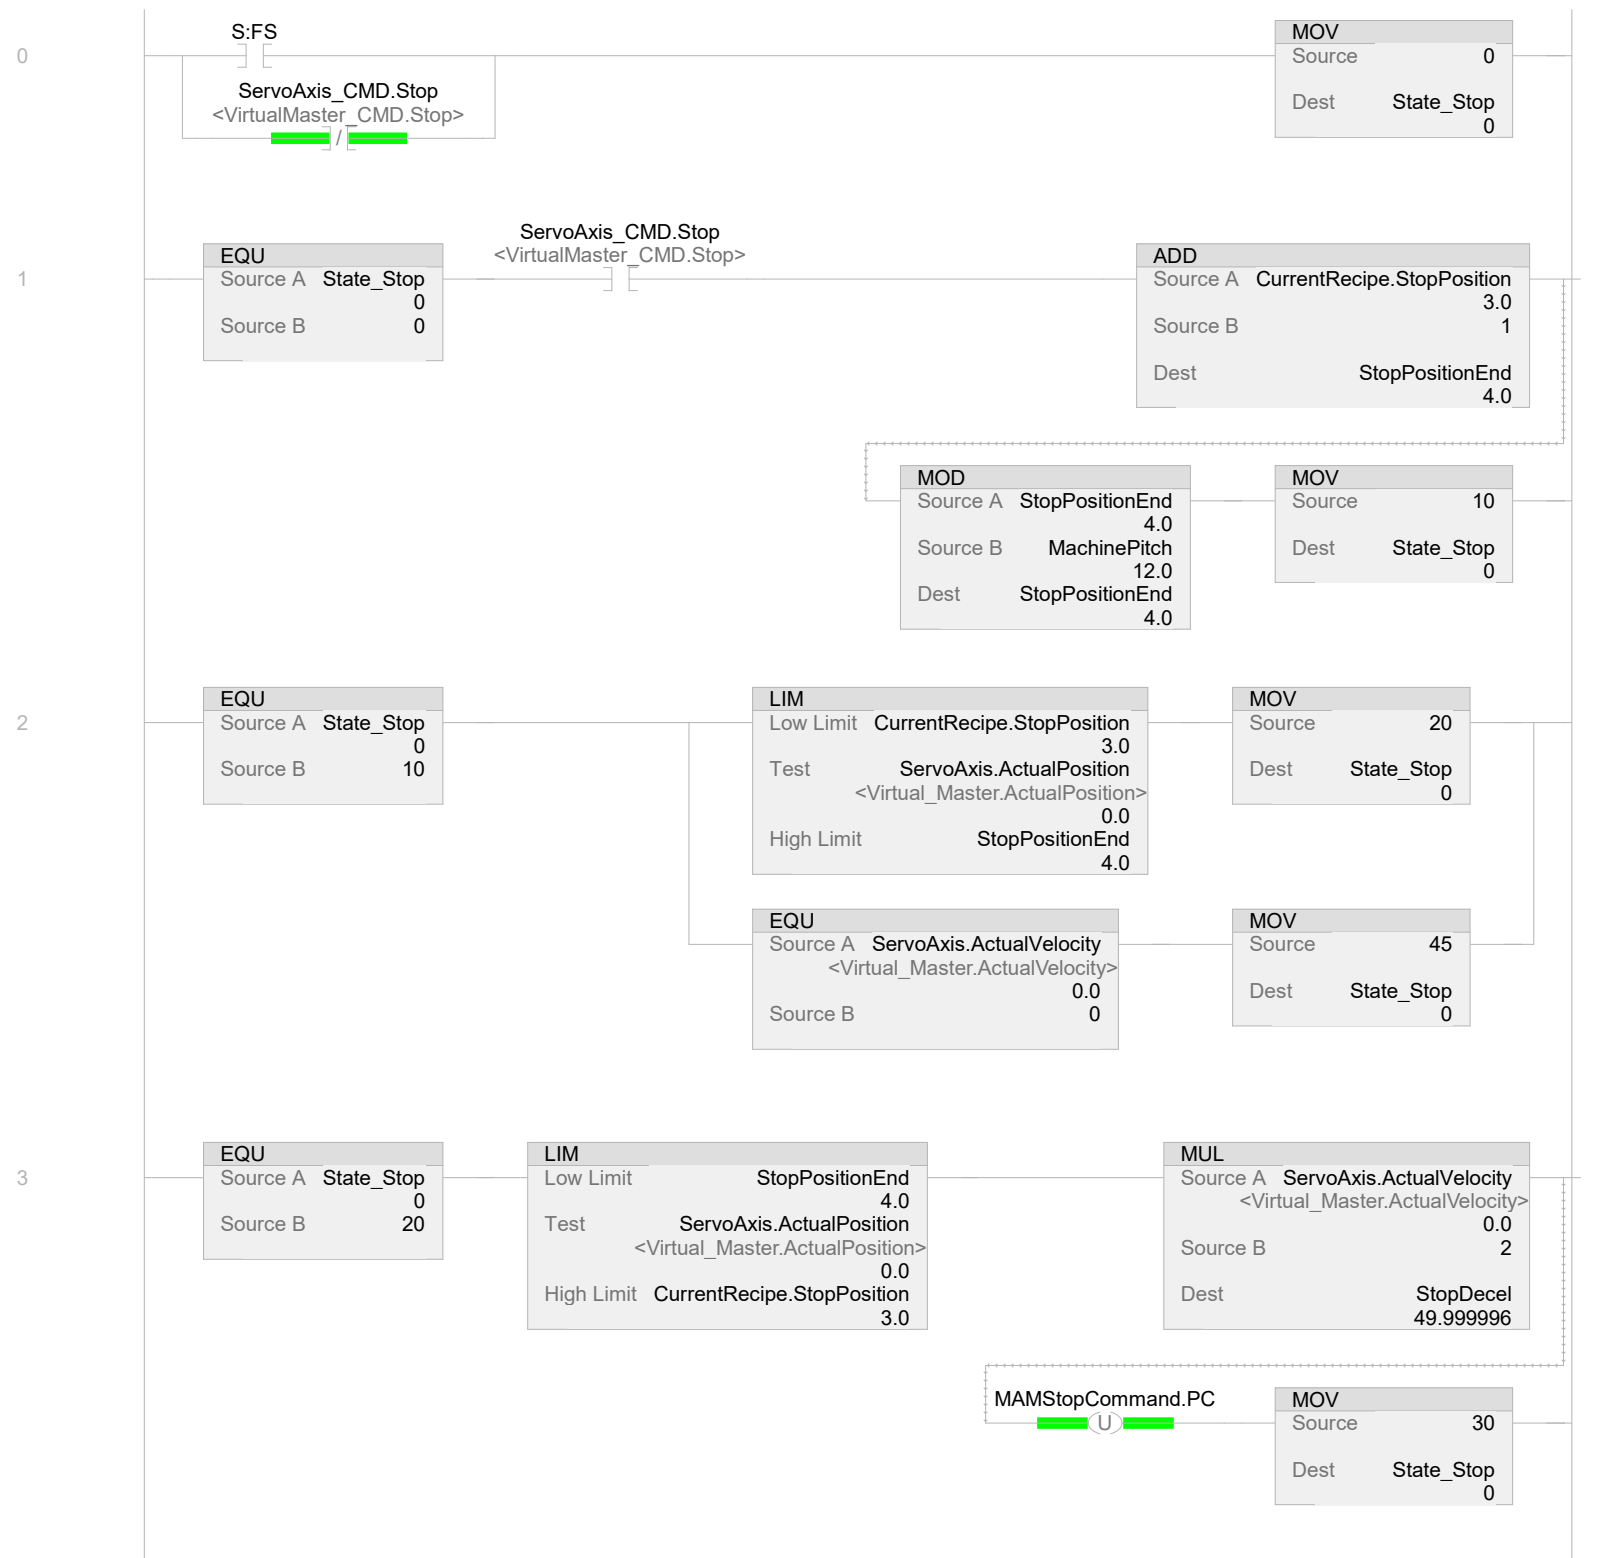 0
S:FS
ServoAxis_CMD.Stop
<VirtualMaster_CMD.Stop>
/
MOV
Source 0
Dest State_Stop
0
1
EQU
Source A State_Stop
0
Source B 0
ServoAxis_CMD.Stop
<VirtualMaster_CMD.Stop>
ADD
Source A CurrentRecipe.StopPosition
3.0
Source B 1
Dest StopPositionEnd
4.0
MOD
Source A StopPositionEnd
4.0
Source B MachinePitch
12.0
Dest StopPositionEnd
4.0
MOV
Source 10
Dest State_Stop
0
2
EQU
Source A State_Stop
0
Source B 10
LIM
Low Limit CurrentRecipe.StopPosition
3.0
Test ServoAxis.ActualPosition
<Virtual_Master.ActualPosition>
0.0
High Limit StopPositionEnd
4.0
MOV
Source 20
Dest State_Stop
0
EQU
Source A ServoAxis.ActualVelocity
<Virtual_Master.ActualVelocity>
0.0
Source B 0
MOV
Source 45
Dest State_Stop
0
3
EQU
Source A State_Stop
0
Source B 20
LIM
Low Limit StopPositionEnd
4.0
Test ServoAxis.ActualPosition
<Virtual_Master.ActualPosition>
0.0
High Limit CurrentRecipe.StopPosition
3.0
MUL
Source A ServoAxis.ActualVelocity
<Virtual_Master.ActualVelocity>
0.0
Source B 2
Dest StopDecel
49.999996
MAMStopCommand.PC
U
MOV
Source 30
Dest State_Stop
0